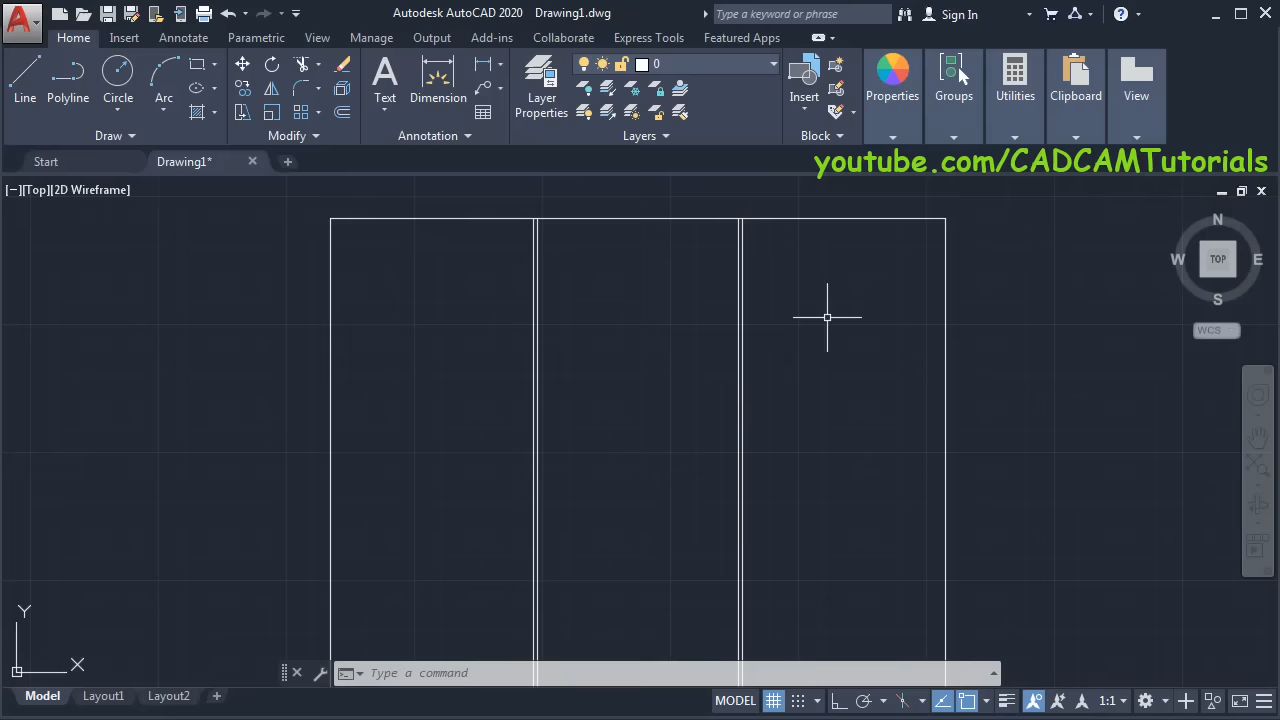 Autodesk AutoCAD 2020 Drawing1.dwg
Type a keyword or phrase
Sign In
Home Insert Annotate Parametric View Manage Output Add-ins Collaborate Express Tools Featured Apps
0
Line Polyline Circle Arc
Text Dimension
Layer Properties
Insert
Properties Groups Utilities Clipboard View
Draw Modify Annotation Layers Block
Start Drawing1*
youtube.com/CADCAMTutorials
[−][Top][2D Wireframe]
N
W TOP E
S
WCS
Y
X
Type a command
Model Layout1 Layout2
MODEL
1:1